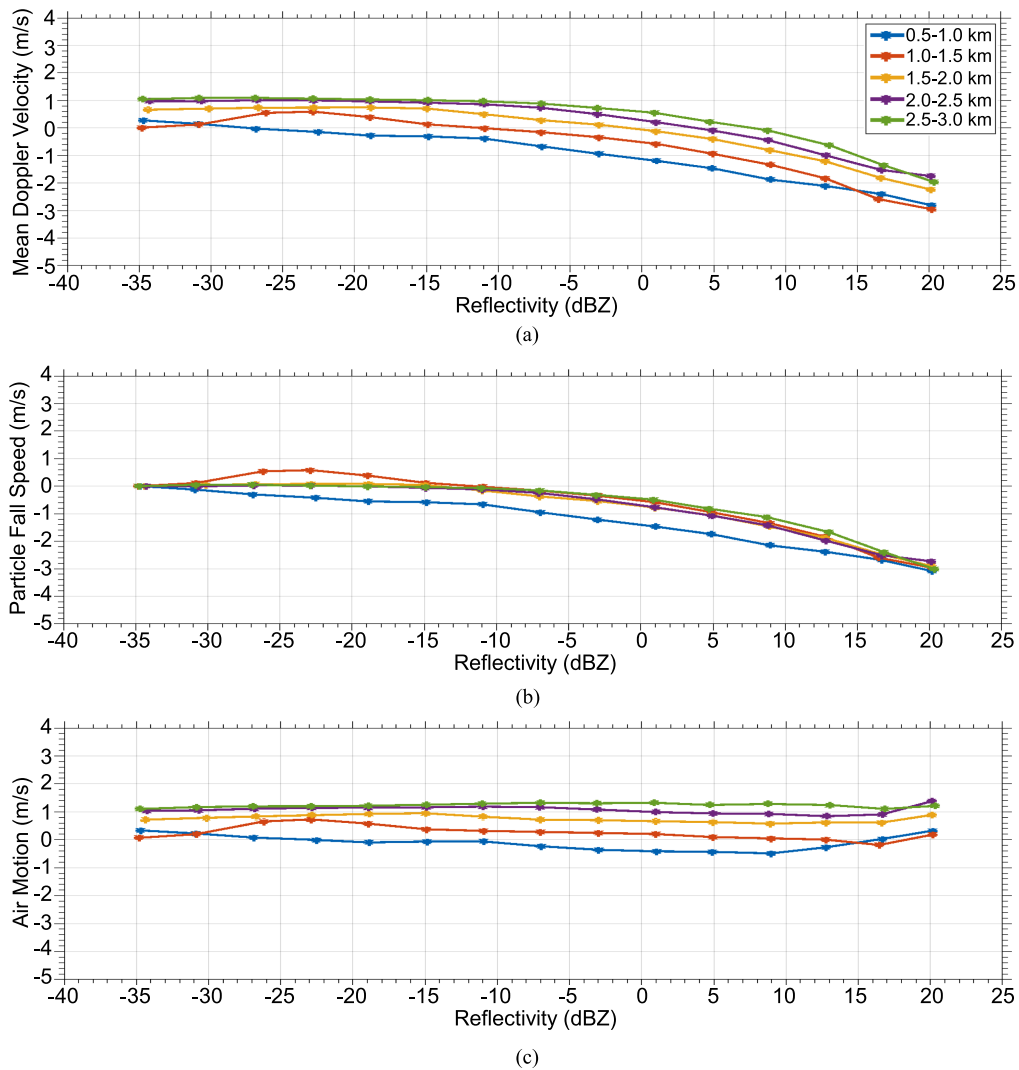 4
3
2
1
0
-1
-2
-3
-4
-5
Mean Doppler Velocity (m/s)
0.5-1.0 km
1.0-1.5 km
1.5-2.0 km
2.0-2.5 km
2.5-3.0 km
-40 -35 -30 -25 -20 -15 -10 -5 0 5 10 15 20 25
Reflectivity (dBZ)
(a)
4
3
2
1
0
-1
-2
-3
-4
-5
Particle Fall Speed (m/s)
-40 -35 -30 -25 -20 -15 -10 -5 0 5 10 15 20 25
Reflectivity (dBZ)
(b)
4
3
2
1
0
-1
-2
-3
-4
-5
Air Motion (m/s)
-40 -35 -30 -25 -20 -15 -10 -5 0 5 10 15 20 25
Reflectivity (dBZ)
(c)